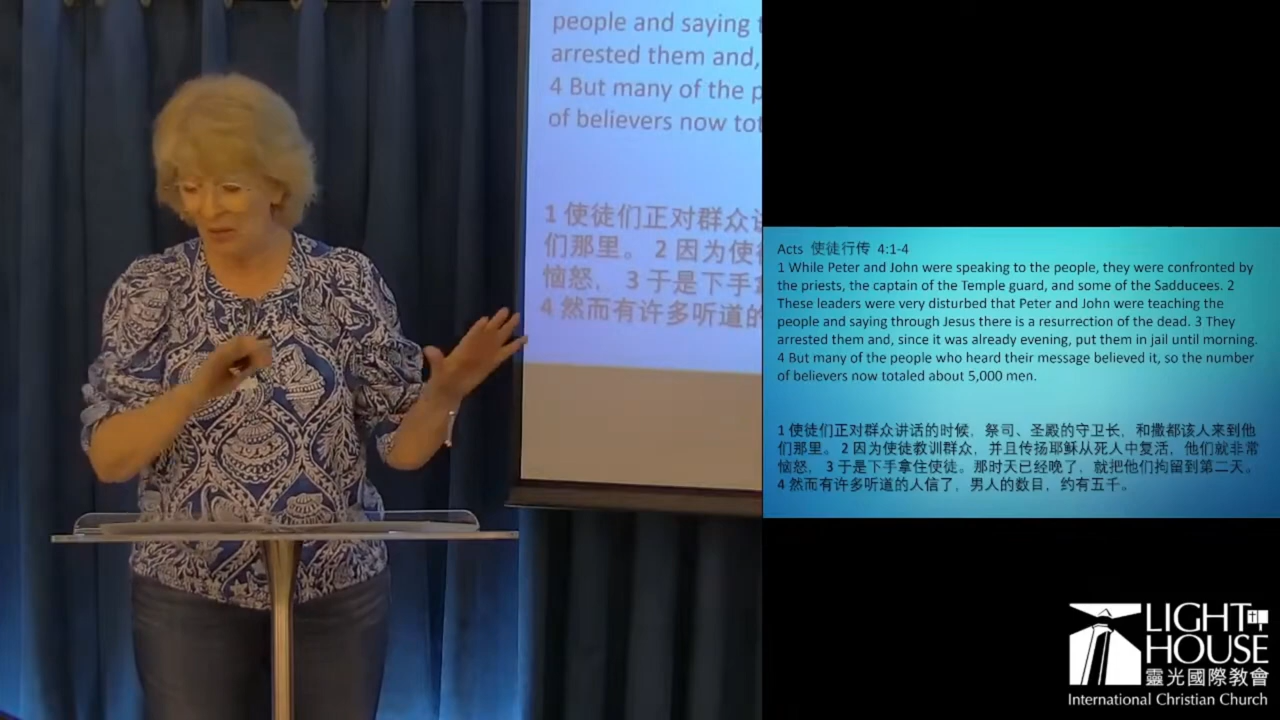 people and saying
arrested them and,
4 But many of the p
of believers now tot
1 使徒们正对群众讲
们那里。 2 因为使徒
恼怒， 3 于是下手拿
4 然而有许多听道的
Acts 使徒行传 4:1-4
1 While Peter and John were speaking to the people, they were confronted by
the priests, the captain of the Temple guard, and some of the Sadducees. 2
These leaders were very disturbed that Peter and John were teaching the
people and saying through Jesus there is a resurrection of the dead. 3 They
arrested them and, since it was already evening, put them in jail until morning.
4 But many of the people who heard their message believed it, so the number
of believers now totaled about 5,000 men.
1 使徒们正对群众讲话的时候，祭司、圣殿的守卫长，和撒都该人来到他
们那里。 2 因为使徒教训群众，并且传扬耶稣从死人中复活，他们就非常
恼怒， 3 于是下手拿住使徒。那时天已经晚了，就把他们拘留到第二天。
4 然而有许多听道的人信了，男人的数目，约有五千。
LIGHT
HOUSE
靈光國際教會
International Christian Church